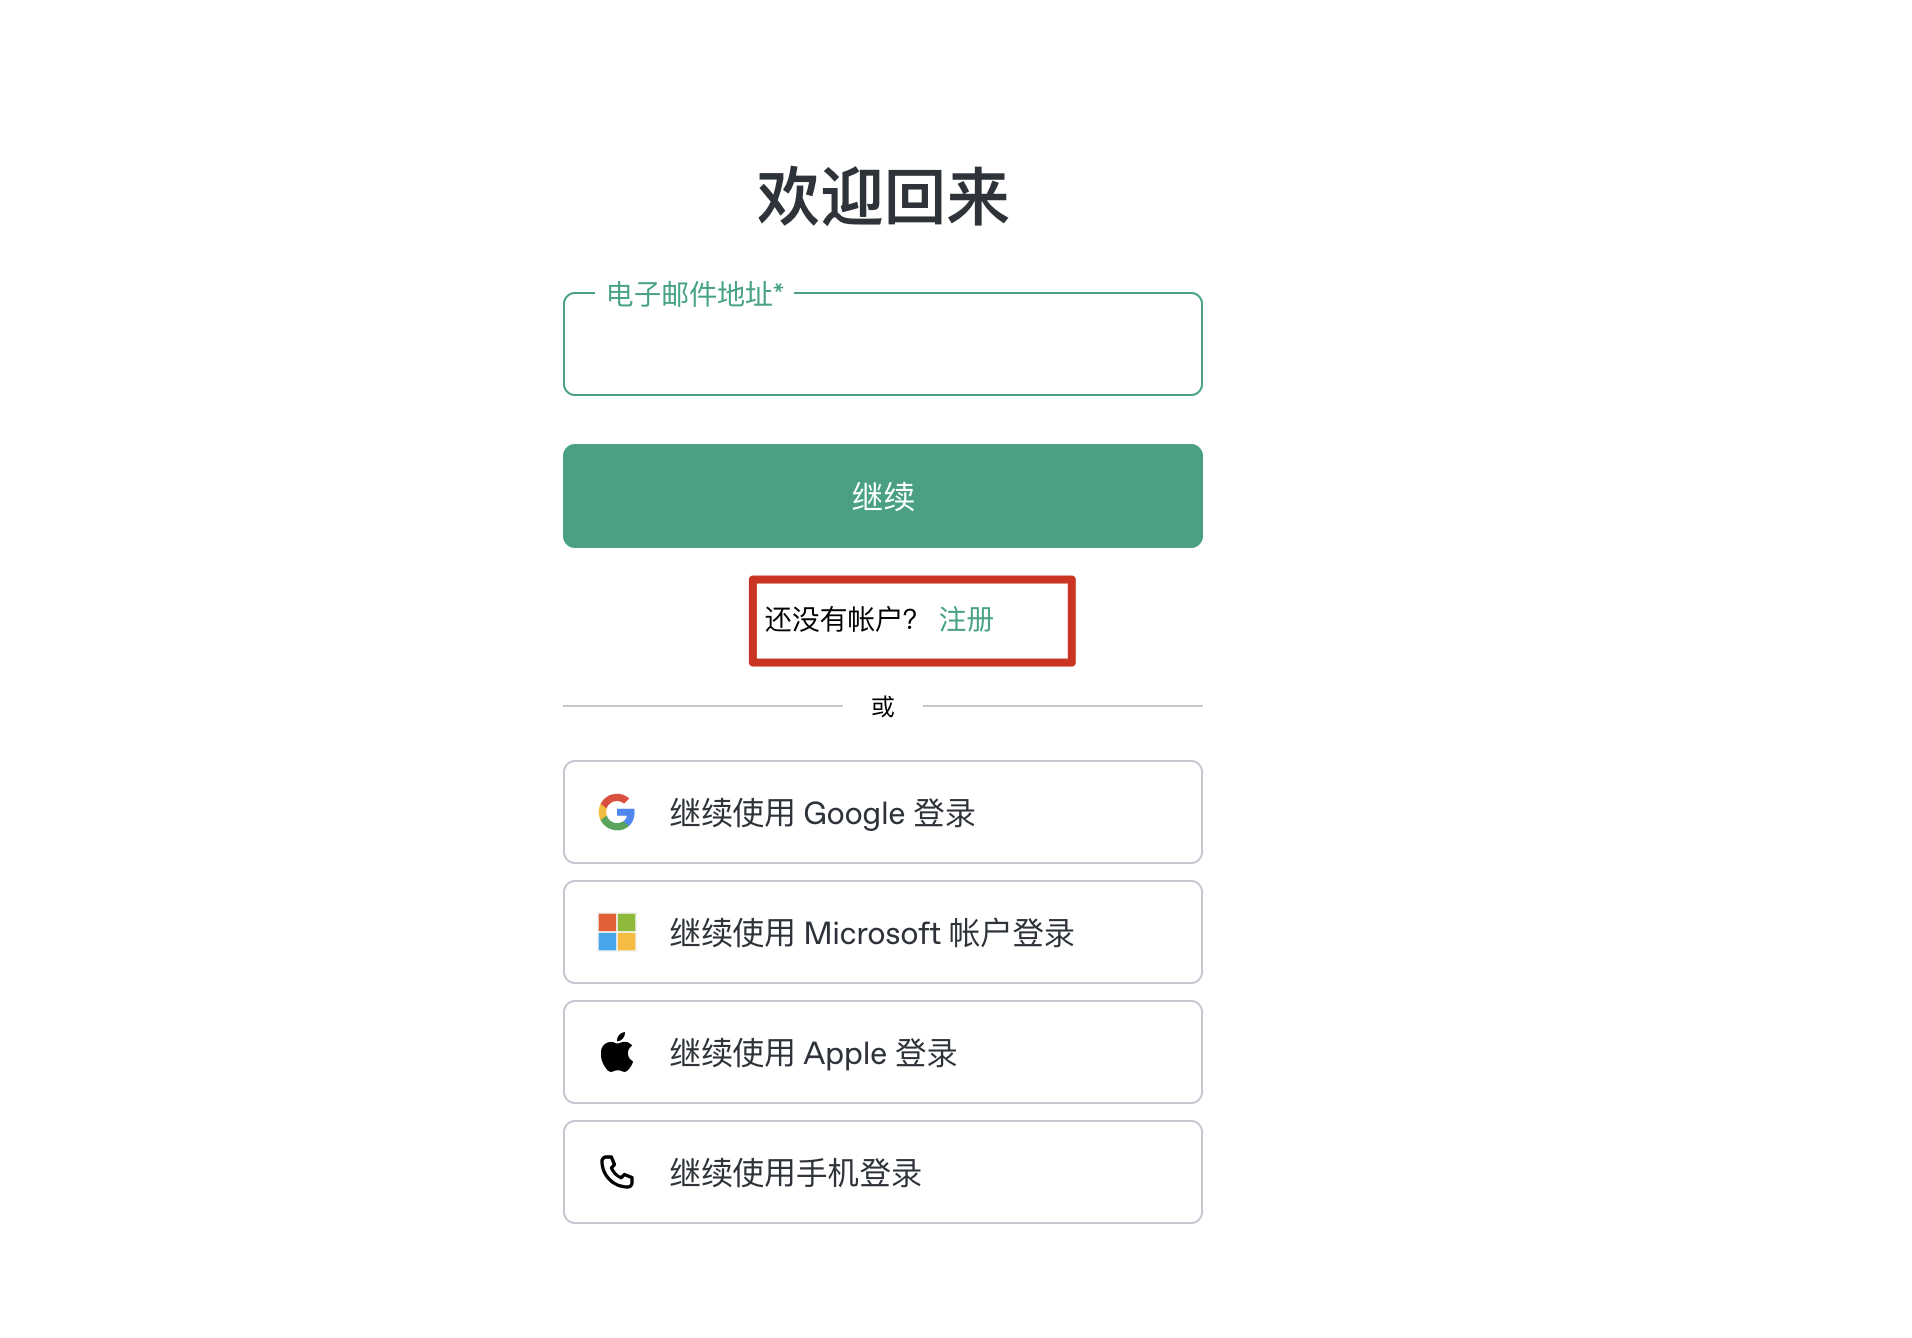 欢迎回来
电子邮件地址*
继续
还没有帐户? 注册
或
继续使用 Google 登录
继续使用 Microsoft 帐户登录
继续使用 Apple 登录
继续使用手机登录